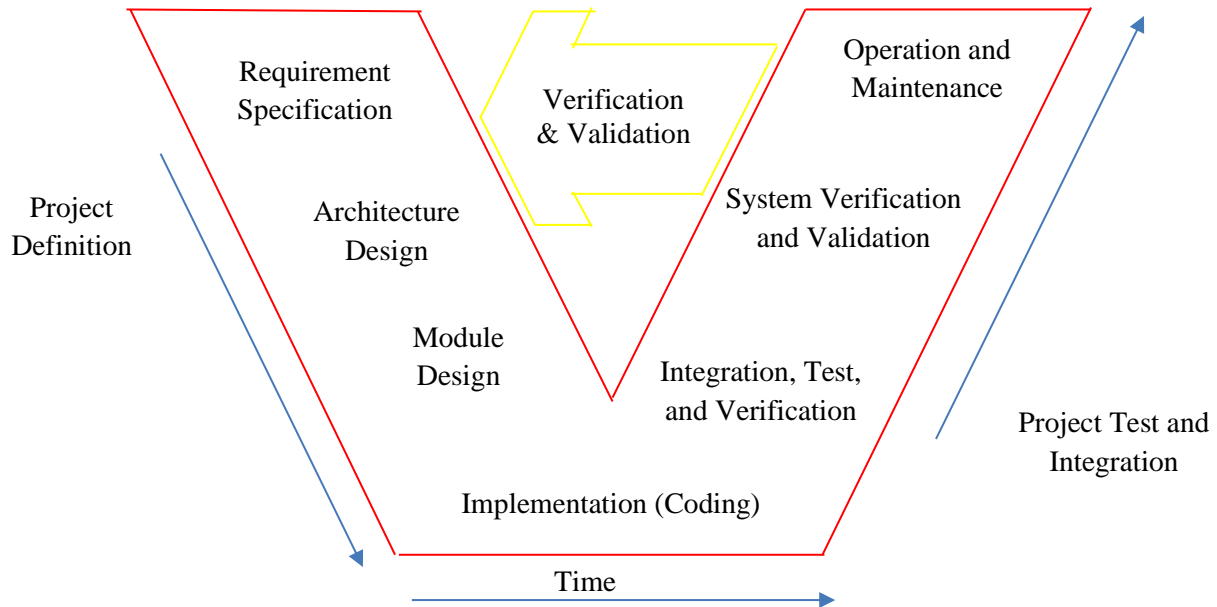 Requirement
Specification
Verification
& Validation
Operation and
Maintenance
Project
Definition
Architecture
Design
System Verification
and Validation
Module
Design
Integration, Test,
and Verification
Project Test and
Integration
Implementation (Coding)
Time